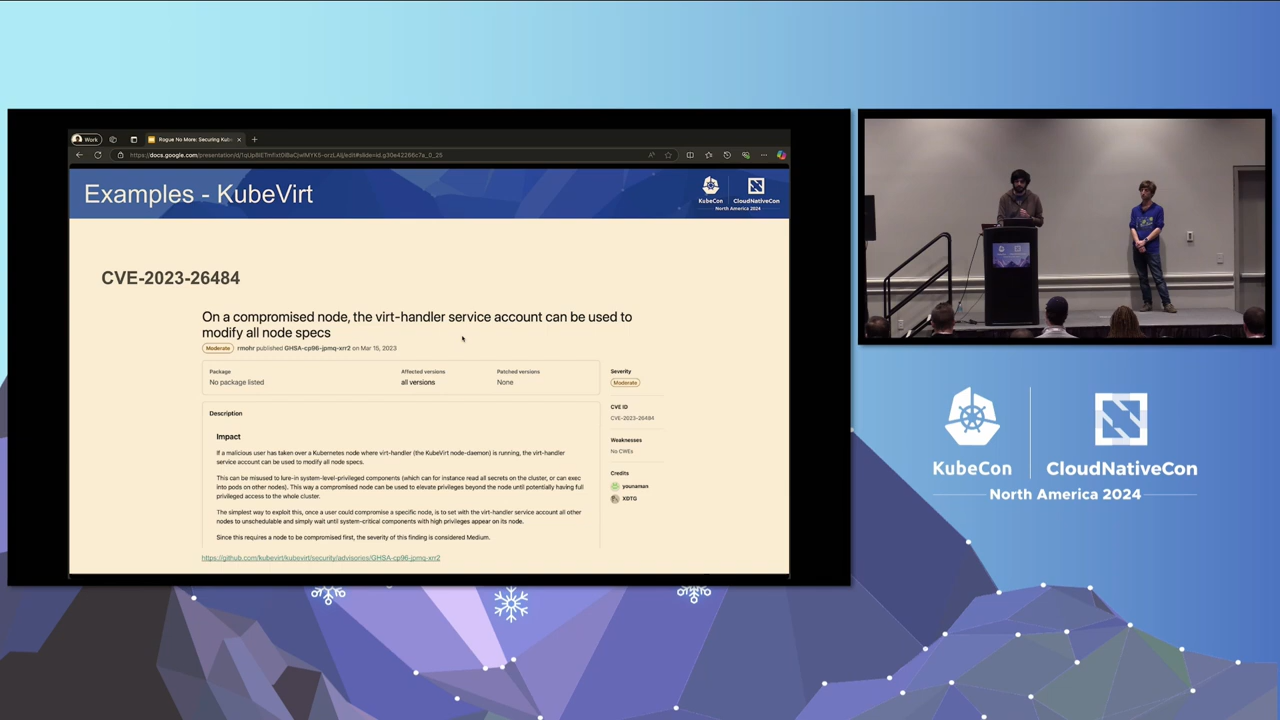 Work
Rogue No More: Securing Kub
Examples - KubeVirt
KubeCon
CloudNativeCon
North America 2024
CVE-2023-26484
On a compromised node, the virt-handler service account can be used to
modify all node specs
Moderate rmohr published GHSA-cp96-jpmq-xrr2 on Mar 15, 2023
Package Affected versions Patched versions
No package listed all versions None
Severity
Moderate
CVE ID
CVE-2023-26484
Weaknesses
No CWEs
Credits
younaman
XDTG
Description
Impact
If a malicious user has taken over a Kubernetes node where virt-handler (the KubeVirt node-daemon) is running, the virt-handler
service account can be used to modify all node specs.
This can be misused to lure-in system-level-privileged components (which can for instance read all secrets on the cluster, or can exec
into pods on other nodes). This way a compromised node can be used to elevate privileges beyond the node until potentially having full
privileged access to the whole cluster.
The simplest way to exploit this, once a user could compromise a specific node, is to set with the virt-handler service account all other
nodes to unschedulable and simply wait until system-critical components with high privileges appear on its node.
Since this requires a node to be compromised first, the severity of this finding is considered Medium.
https://github.com/kubevirt/kubevirt/security/advisories/GHSA-cp96-jpmq-xrr2
KubeCon
CloudNativeCon
North America 2024